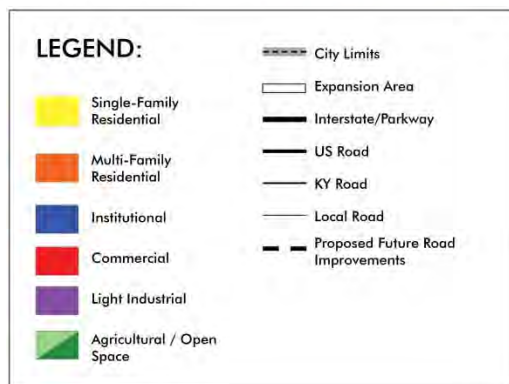 LEGEND:
Single-Family
Residential
Multi-Family
Residential
Institutional
Commercial
Light Industrial
Agricultural / Open
Space
City Limits
Expansion Area
Interstate/Parkway
US Road
KY Road
Local Road
Proposed Future Road
Improvements